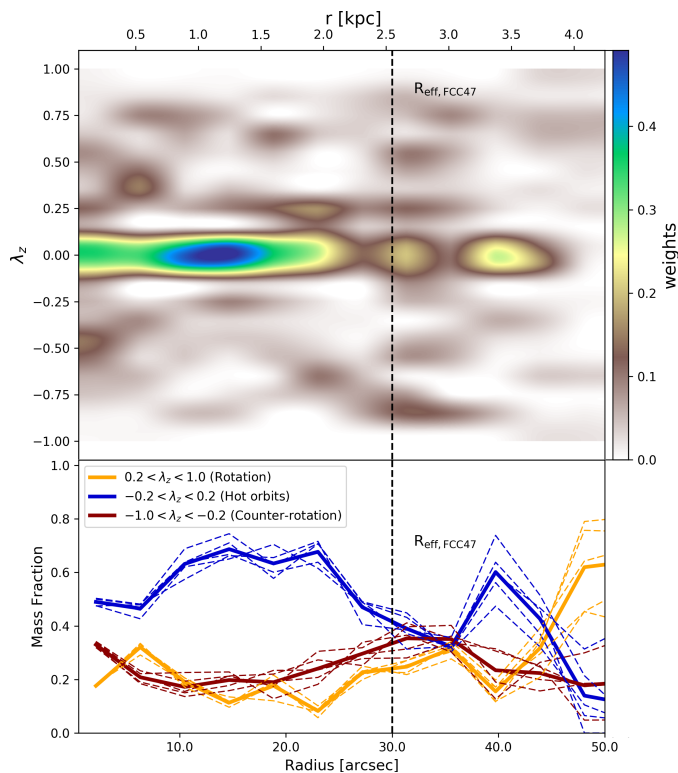 r [kpc]
0.5 1.0 1.5 2.0 2.5 3.0 3.5 4.0
1.00
0.75
0.50
0.25
0.00
−0.25
−0.50
−0.75
−1.00
λz
Reff, FCC47
0.4
0.3
0.2
0.1
0.0
weights
1.0
0.8
0.6
0.4
0.2
0.0
Mass Fraction
0.2 < λz < 1.0 (Rotation)
−0.2 < λz < 0.2 (Hot orbits)
−1.0 < λz < −0.2 (Counter-rotation)
Reff, FCC47
10.0 20.0 30.0 40.0 50.0
Radius [arcsec]